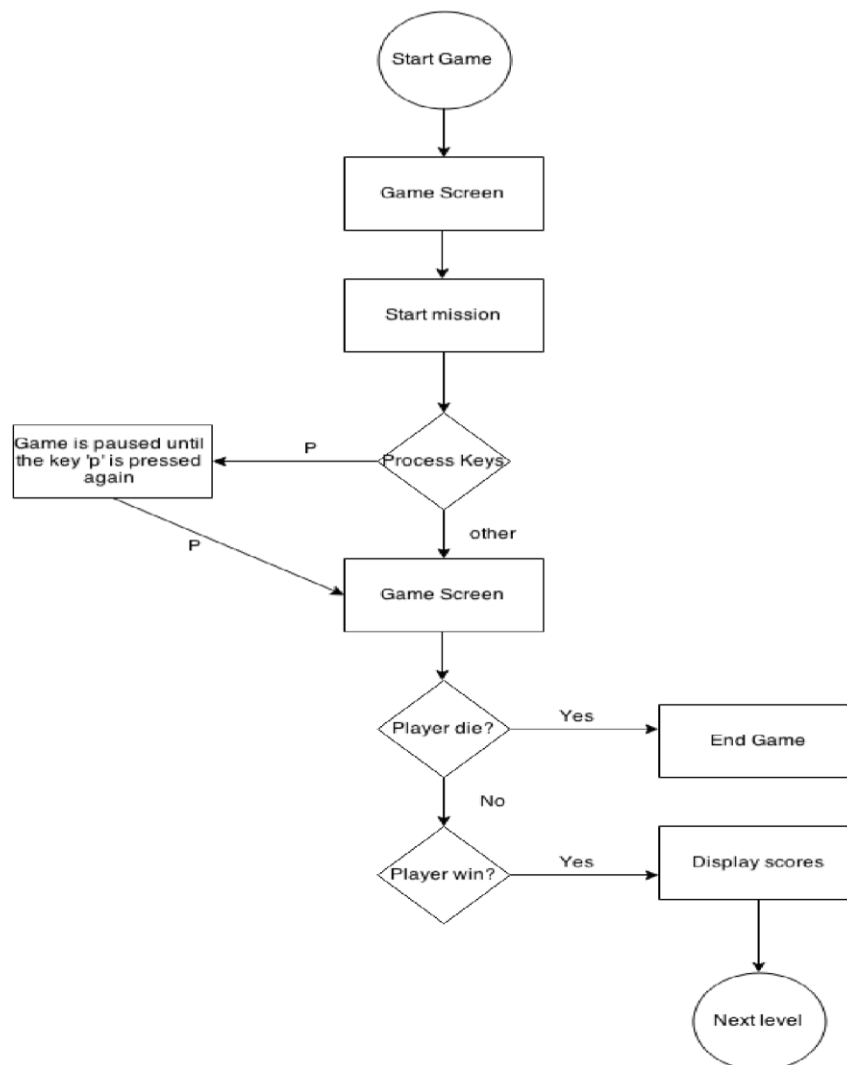 Start Game
Game Screen
Start mission
Process Keys
P
Game is paused until
the key 'p' is pressed
again
P
other
Game Screen
Player die?
Yes
End Game
No
Player win?
Yes
Display scores
Next level